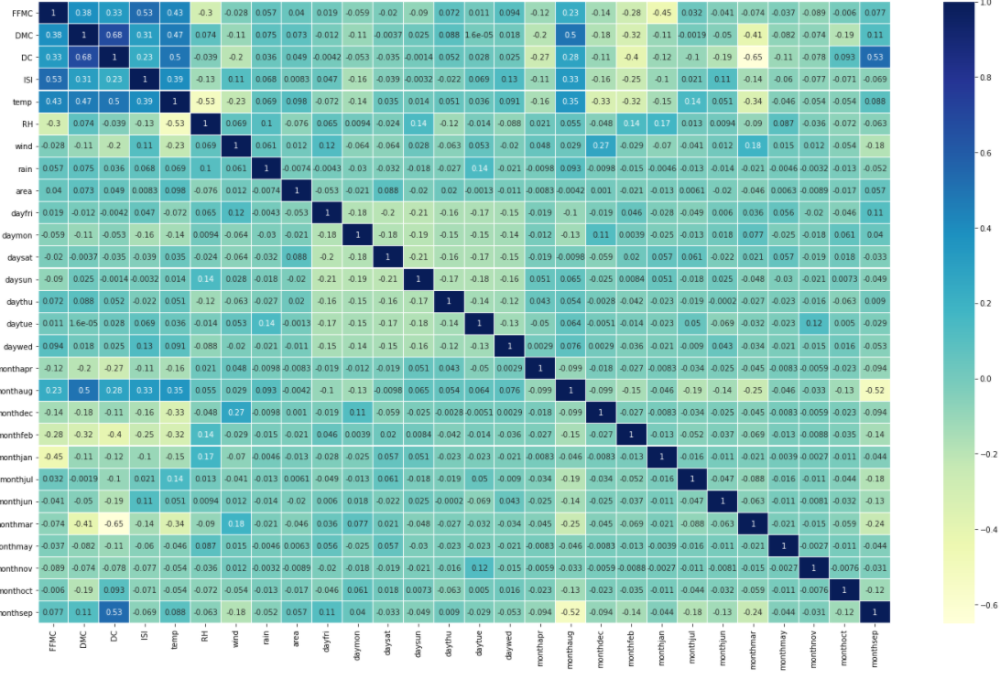 FFMC 1 0.38 0.33 0.53 0.43 -0.3 -0.028 0.057 0.04 0.019 -0.059 -0.02 -0.09 0.072 0.011 0.094 -0.12 0.23 -0.14 -0.28 -0.45 0.032 -0.041 -0.074 -0.037 -0.089 -0.006 0.077
DMC 0.38 1 0.68 0.31 0.47 0.074 -0.11 0.075 0.073 -0.012 -0.11 -0.0037 0.025 0.088 1.6e-05 0.018 -0.2 0.5 -0.18 -0.32 -0.11 -0.0019 -0.05 -0.41 -0.082 -0.074 -0.19 0.11
DC 0.33 0.68 1 0.23 0.5 -0.039 -0.2 0.036 0.049 -0.0042 -0.053 -0.035 -0.0014 0.052 0.028 0.025 -0.27 0.28 -0.11 -0.4 -0.12 -0.1 -0.19 -0.65 -0.11 -0.078 0.093 0.53
ISI 0.53 0.31 0.23 1 0.39 -0.13 0.11 0.068 0.0083 0.047 -0.16 -0.039 -0.0032 -0.022 0.069 0.13 -0.11 0.33 -0.16 -0.25 -0.1 0.021 0.11 -0.14 -0.06 -0.077 -0.071 -0.069
temp 0.43 0.47 0.5 0.39 1 -0.53 -0.23 0.069 0.098 -0.072 -0.14 0.035 0.014 0.051 0.036 0.091 -0.16 0.35 -0.33 -0.32 -0.15 0.14 0.051 -0.34 -0.046 -0.054 -0.054 0.088
RH -0.3 0.074 -0.039 -0.13 -0.53 1 0.069 0.1 -0.076 0.065 0.0094 -0.024 0.14 -0.12 -0.014 -0.088 0.021 0.055 -0.048 0.14 0.17 0.013 0.0094 -0.09 0.087 -0.036 -0.072 -0.063
wind -0.028 -0.11 -0.2 0.11 -0.23 0.069 1 0.061 0.012 0.12 -0.064 -0.064 0.028 -0.063 0.053 -0.02 0.048 0.029 0.27 -0.029 -0.07 -0.041 0.012 0.18 0.015 0.012 -0.054 -0.18
rain 0.057 0.075 0.036 0.068 0.069 0.1 0.061 1 -0.0074 -0.0043 -0.03 -0.032 -0.018 -0.027 0.14 -0.021 -0.0098 0.093 -0.0098 -0.015 -0.0046 -0.013 -0.014 -0.021 -0.0046 -0.0032 -0.013 -0.052
area 0.04 0.073 0.049 0.0083 0.098 -0.076 0.012 -0.0074 1 -0.053 -0.021 0.088 -0.02 0.02 -0.0013 -0.011 -0.0083 -0.0042 0.001 -0.021 -0.013 0.0061 -0.02 -0.046 0.0063 -0.0089 -0.017 0.057
dayfri 0.019 -0.012 -0.0042 0.047 -0.072 0.065 0.12 -0.0043 -0.053 1 -0.18 -0.2 -0.21 -0.16 -0.17 -0.15 -0.019 -0.1 -0.019 0.046 -0.028 -0.049 0.006 0.036 0.056 -0.02 -0.046 0.11
daymon -0.059 -0.11 -0.053 -0.16 -0.14 0.0094 -0.064 -0.03 -0.021 -0.18 1 -0.18 -0.19 -0.15 -0.15 -0.14 -0.012 -0.13 0.11 0.0039 -0.025 -0.013 0.018 0.077 -0.025 -0.018 0.061 0.04
daysat -0.02 -0.0037 -0.035 -0.039 0.035 -0.024 -0.064 -0.032 0.088 -0.2 -0.18 1 -0.21 -0.16 -0.17 -0.15 -0.019 -0.0098 -0.059 0.02 0.057 0.061 -0.022 0.021 0.057 -0.019 0.018 -0.033
daysun -0.09 0.025 -0.0014 -0.0032 0.014 0.14 0.028 -0.018 -0.02 -0.21 -0.19 -0.21 1 -0.17 -0.18 -0.16 0.051 0.065 -0.025 0.0084 0.051 -0.018 0.025 -0.048 -0.03 -0.021 0.0073 -0.049
daythu 0.072 0.088 0.052 -0.022 0.051 -0.12 -0.063 -0.027 0.02 -0.16 -0.15 -0.16 -0.17 1 -0.14 -0.12 0.043 0.054 -0.0028 -0.042 -0.023 -0.019 -0.0002 -0.027 -0.023 -0.016 -0.063 0.009
daytue 0.011 1.6e-05 0.028 0.069 0.036 -0.014 0.053 0.14 -0.0013 -0.17 -0.15 -0.17 -0.18 -0.14 1 -0.13 -0.05 0.064 -0.0051 -0.014 -0.023 0.05 -0.069 -0.032 -0.023 0.12 0.005 -0.029
daywed 0.094 0.018 0.025 0.13 0.091 -0.088 -0.02 -0.021 -0.011 -0.15 -0.14 -0.15 -0.16 -0.12 -0.13 1 0.0029 0.076 0.0029 -0.036 -0.021 -0.009 0.043 -0.034 -0.021 -0.015 0.016 -0.053
monthapr -0.12 -0.2 -0.27 -0.11 -0.16 0.021 0.048 -0.0098 -0.0083 -0.019 -0.012 -0.019 0.051 0.043 -0.05 0.0029 1 -0.099 -0.018 -0.027 -0.0083 -0.034 -0.025 -0.045 -0.0083 -0.0059 -0.023 -0.094
monthaug 0.23 0.5 0.28 0.33 0.35 0.055 0.029 0.093 -0.0042 -0.1 -0.13 -0.0098 0.065 0.054 0.064 0.076 -0.099 1 -0.099 -0.15 -0.046 -0.19 -0.14 -0.25 -0.046 -0.033 -0.13 -0.52
monthdec -0.14 -0.18 -0.11 -0.16 -0.33 -0.048 0.27 -0.0098 0.001 -0.019 0.11 -0.059 -0.025 -0.0028 -0.0051 0.0029 -0.018 -0.099 1 -0.027 -0.0083 -0.034 -0.025 -0.045 -0.0083 -0.0059 -0.023 -0.094
monthfeb -0.28 -0.32 -0.4 -0.25 -0.32 0.14 -0.029 -0.015 -0.021 0.046 0.0039 0.02 0.0084 -0.042 -0.014 -0.036 -0.027 -0.15 -0.027 1 -0.013 -0.052 -0.037 -0.069 -0.013 -0.0088 -0.035 -0.14
monthjan -0.45 -0.11 -0.12 -0.1 -0.15 0.17 -0.07 -0.0046 -0.013 -0.028 -0.025 0.057 0.051 -0.023 -0.023 -0.021 -0.0083 -0.046 -0.0083 -0.013 1 -0.016 -0.011 -0.021 -0.0039 -0.0027 -0.011 -0.044
monthjul 0.032 -0.0019 -0.1 0.021 0.14 0.013 -0.041 -0.013 0.0061 -0.049 -0.013 0.061 -0.018 -0.019 0.05 -0.009 -0.034 -0.19 -0.034 -0.052 -0.016 1 -0.047 -0.088 -0.016 -0.011 -0.044 -0.18
monthjun -0.041 -0.05 -0.19 0.11 0.051 0.0094 0.012 -0.014 -0.02 0.006 0.018 -0.022 0.025 -0.0002 -0.069 0.043 -0.025 -0.14 -0.025 -0.037 -0.011 -0.047 1 -0.063 -0.011 -0.0081 -0.032 -0.13
monthmar -0.074 -0.41 -0.65 -0.14 -0.34 -0.09 0.18 -0.021 -0.046 0.036 0.077 0.021 -0.048 -0.027 -0.032 -0.034 -0.045 -0.25 -0.045 -0.069 -0.021 -0.088 -0.063 1 -0.021 -0.015 -0.059 -0.24
monthmay -0.037 -0.082 -0.11 -0.06 -0.046 0.087 0.015 -0.0046 0.0063 0.056 -0.025 0.057 -0.03 -0.023 -0.023 -0.021 -0.0083 -0.046 -0.0083 -0.013 -0.0039 -0.016 -0.011 -0.021 1 -0.0027 -0.011 -0.044
monthnov -0.089 -0.074 -0.078 -0.077 -0.054 -0.036 0.012 -0.0032 -0.0089 -0.02 -0.018 -0.019 -0.021 -0.016 0.12 -0.015 -0.0059 -0.033 -0.0059 -0.0088 -0.0027 -0.011 -0.0081 -0.015 -0.0027 1 -0.0076 -0.031
monthoct -0.006 -0.19 0.093 -0.071 -0.054 -0.072 -0.054 -0.013 -0.017 -0.046 0.061 0.018 0.0073 -0.063 0.005 0.016 -0.023 -0.13 -0.023 -0.035 -0.011 -0.044 -0.032 -0.059 -0.011 -0.0076 1 -0.12
monthsep 0.077 0.11 0.53 -0.069 0.088 -0.063 -0.18 -0.052 0.057 0.11 0.04 -0.033 -0.049 0.009 -0.029 -0.053 -0.094 -0.52 -0.094 -0.14 -0.044 -0.18 -0.13 -0.24 -0.044 -0.031 -0.12 1
FFMC DMC DC ISI temp RH wind rain area dayfri daymon daysat daysun daythu daytue daywed monthapr monthaug monthdec monthfeb monthjan monthjul monthjun monthmar monthmay monthnov monthoct monthsep
1.0
0.8
0.6
0.4
0.2
0.0
−0.2
−0.4
−0.6